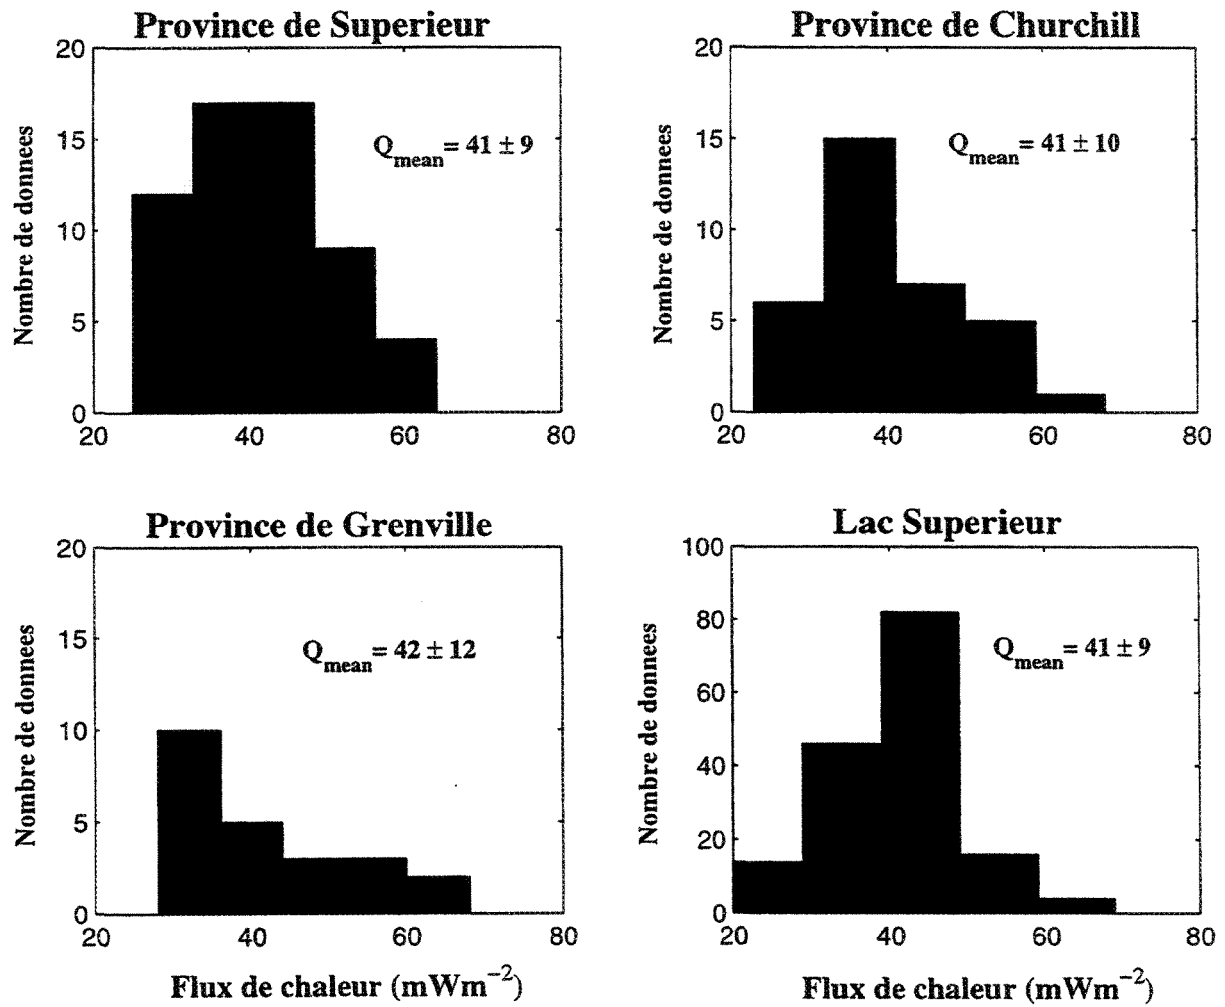 Province de Superieur
20
15
10
5
0
20 40 60 80
Nombre de donnees
Qmean= 41 ± 9
Province de Churchill
20
15
10
5
0
20 40 60 80
Nombre de donnees
Qmean= 41 ± 10
Province de Grenville
20
15
10
5
0
20 40 60 80
Nombre de donnees
Qmean= 42 ± 12
Flux de chaleur (mWm−2)
Lac Superieur
100
80
60
40
20
0
20 40 60 80
Nombre de donnees
Qmean= 41 ± 9
Flux de chaleur (mWm−2)